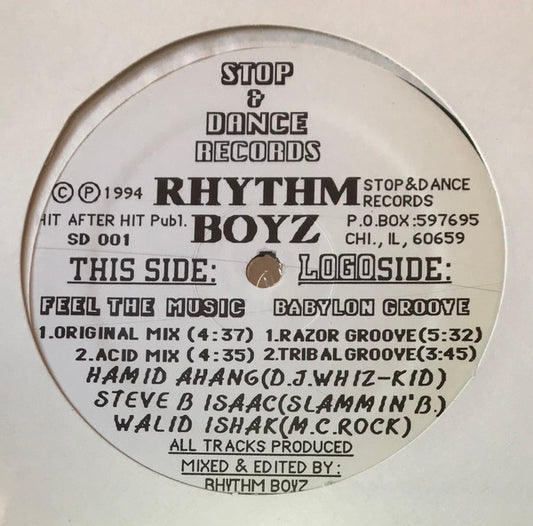 STOP
&
DANCE
RECORDS
© ℗ 1994 RHYTHM STOP&DANCE
RECORDS
HIT AFTER HIT Publ. BOYZ P.O.BOX:597695
SD 001 CHI., IL, 60659
THIS SIDE: LOGO SIDE:
FEEL THE MUSIC BABYLON GROOVE
1.ORIGINAL MIX (4:37) 1.RAZOR GROOVE(5:32)
2.ACID MIX (4:35) 2.TRIBAL GROOVE(3:45)
HAMID AHANG(D.J.WHIZ-KID)
STEVE B ISAAC(SLAMMIN'B.)
WALID ISHAK(M.C.ROCK)
ALL TRACKS PRODUCED
MIXED & EDITED BY:
RHYTHM BOYZ